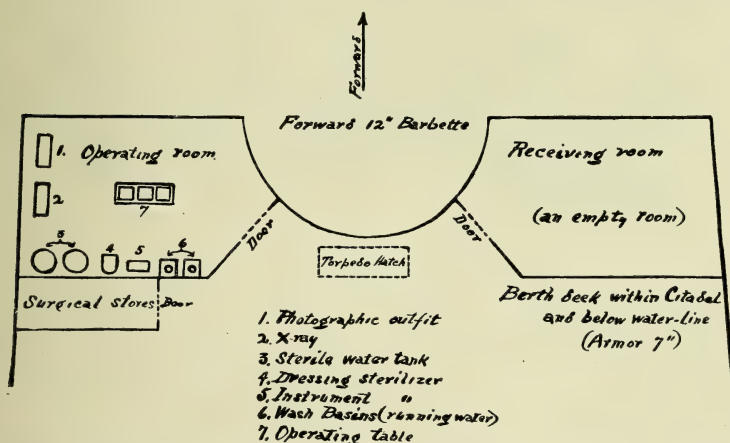 Forward
Forward 12" Barbette
1. Operating room
2
7
3
4
5
6
Door
Surgical stores
Door
Torpedo Hatch
Door
Receiving room
(an empty room)
Berth Deck within Citadel
and below water-line
(Armor 7")
1. Photographic outfit
2. X-ray
3. Sterile water tank
4. Dressing sterilizer
5. Instrument "
6. Wash Basins (running water)
7. Operating table